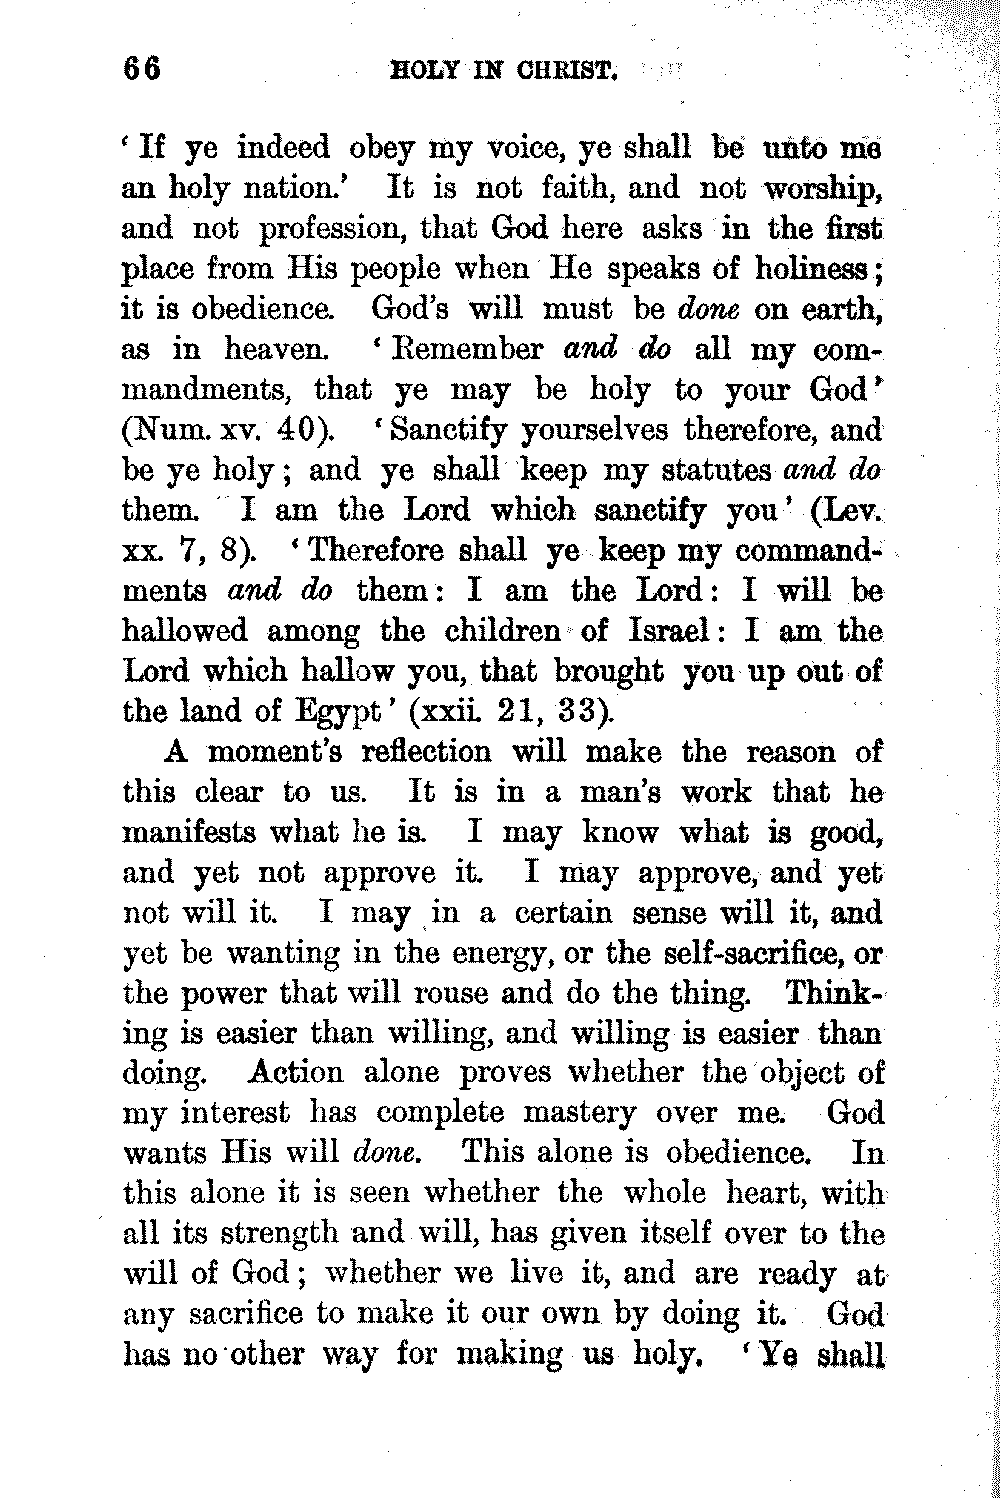 66 HOLY IN CHRIST.
‘If ye indeed obey my voice, ye shall be unto me
an holy nation.’ It is not faith, and not worship,
and not profession, that God here asks in the first
place from His people when He speaks of holiness;
it is obedience. God’s will must be done on earth,
as in heaven. ‘Remember and do all my com-
mandments, that ye may be holy to your God’
(Num. xv. 40). ‘Sanctify yourselves therefore, and
be ye holy; and ye shall keep my statutes and do
them. I am the Lord which sanctify you’ (Lev.
xx. 7, 8). ‘Therefore shall ye keep my command-
ments and do them: I am the Lord: I will be
hallowed among the children of Israel: I am the
Lord which hallow you, that brought you up out of
the land of Egypt’ (xxii. 21, 33).
A moment’s reflection will make the reason of
this clear to us. It is in a man’s work that he
manifests what he is. I may know what is good,
and yet not approve it. I may approve, and yet
not will it. I may in a certain sense will it, and
yet be wanting in the energy, or the self-sacrifice, or
the power that will rouse and do the thing. Think-
ing is easier than willing, and willing is easier than
doing. Action alone proves whether the object of
my interest has complete mastery over me. God
wants His will done. This alone is obedience. In
this alone it is seen whether the whole heart, with
all its strength and will, has given itself over to the
will of God; whether we live it, and are ready at
any sacrifice to make it our own by doing it. God
has no other way for making us holy. ‘Ye shall